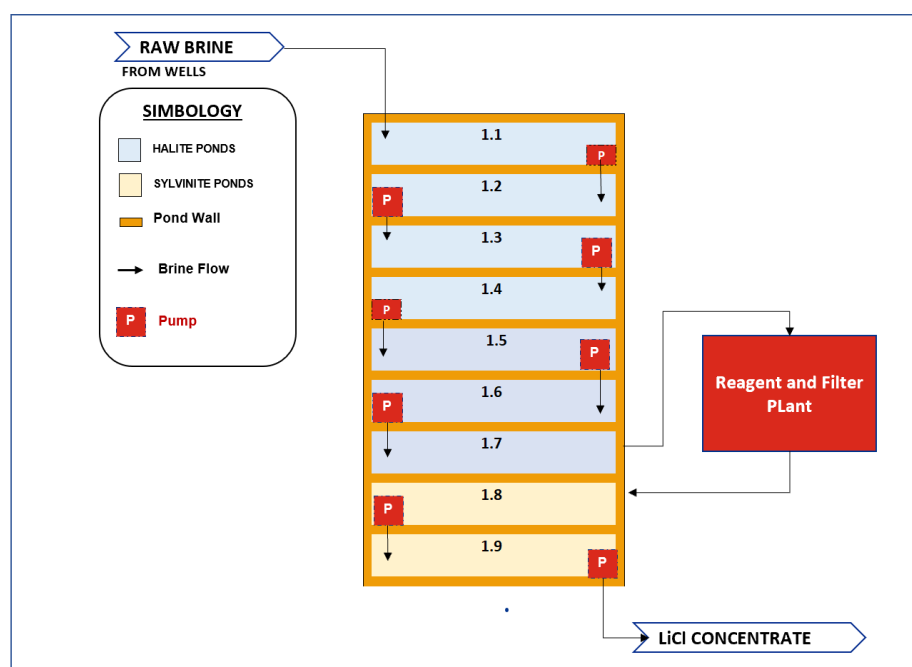 RAW BRINE
FROM WELLS
SIMBOLOGY
HALITE PONDS
SYLVINITE PONDS
Pond Wall
Brine Flow
P
Pump
1.1
P
1.2
P
1.3
P
1.4
P
1.5
P
1.6
P
1.7
1.8
P
1.9
P
Reagent and Filter
PLant
LiCl CONCENTRATE